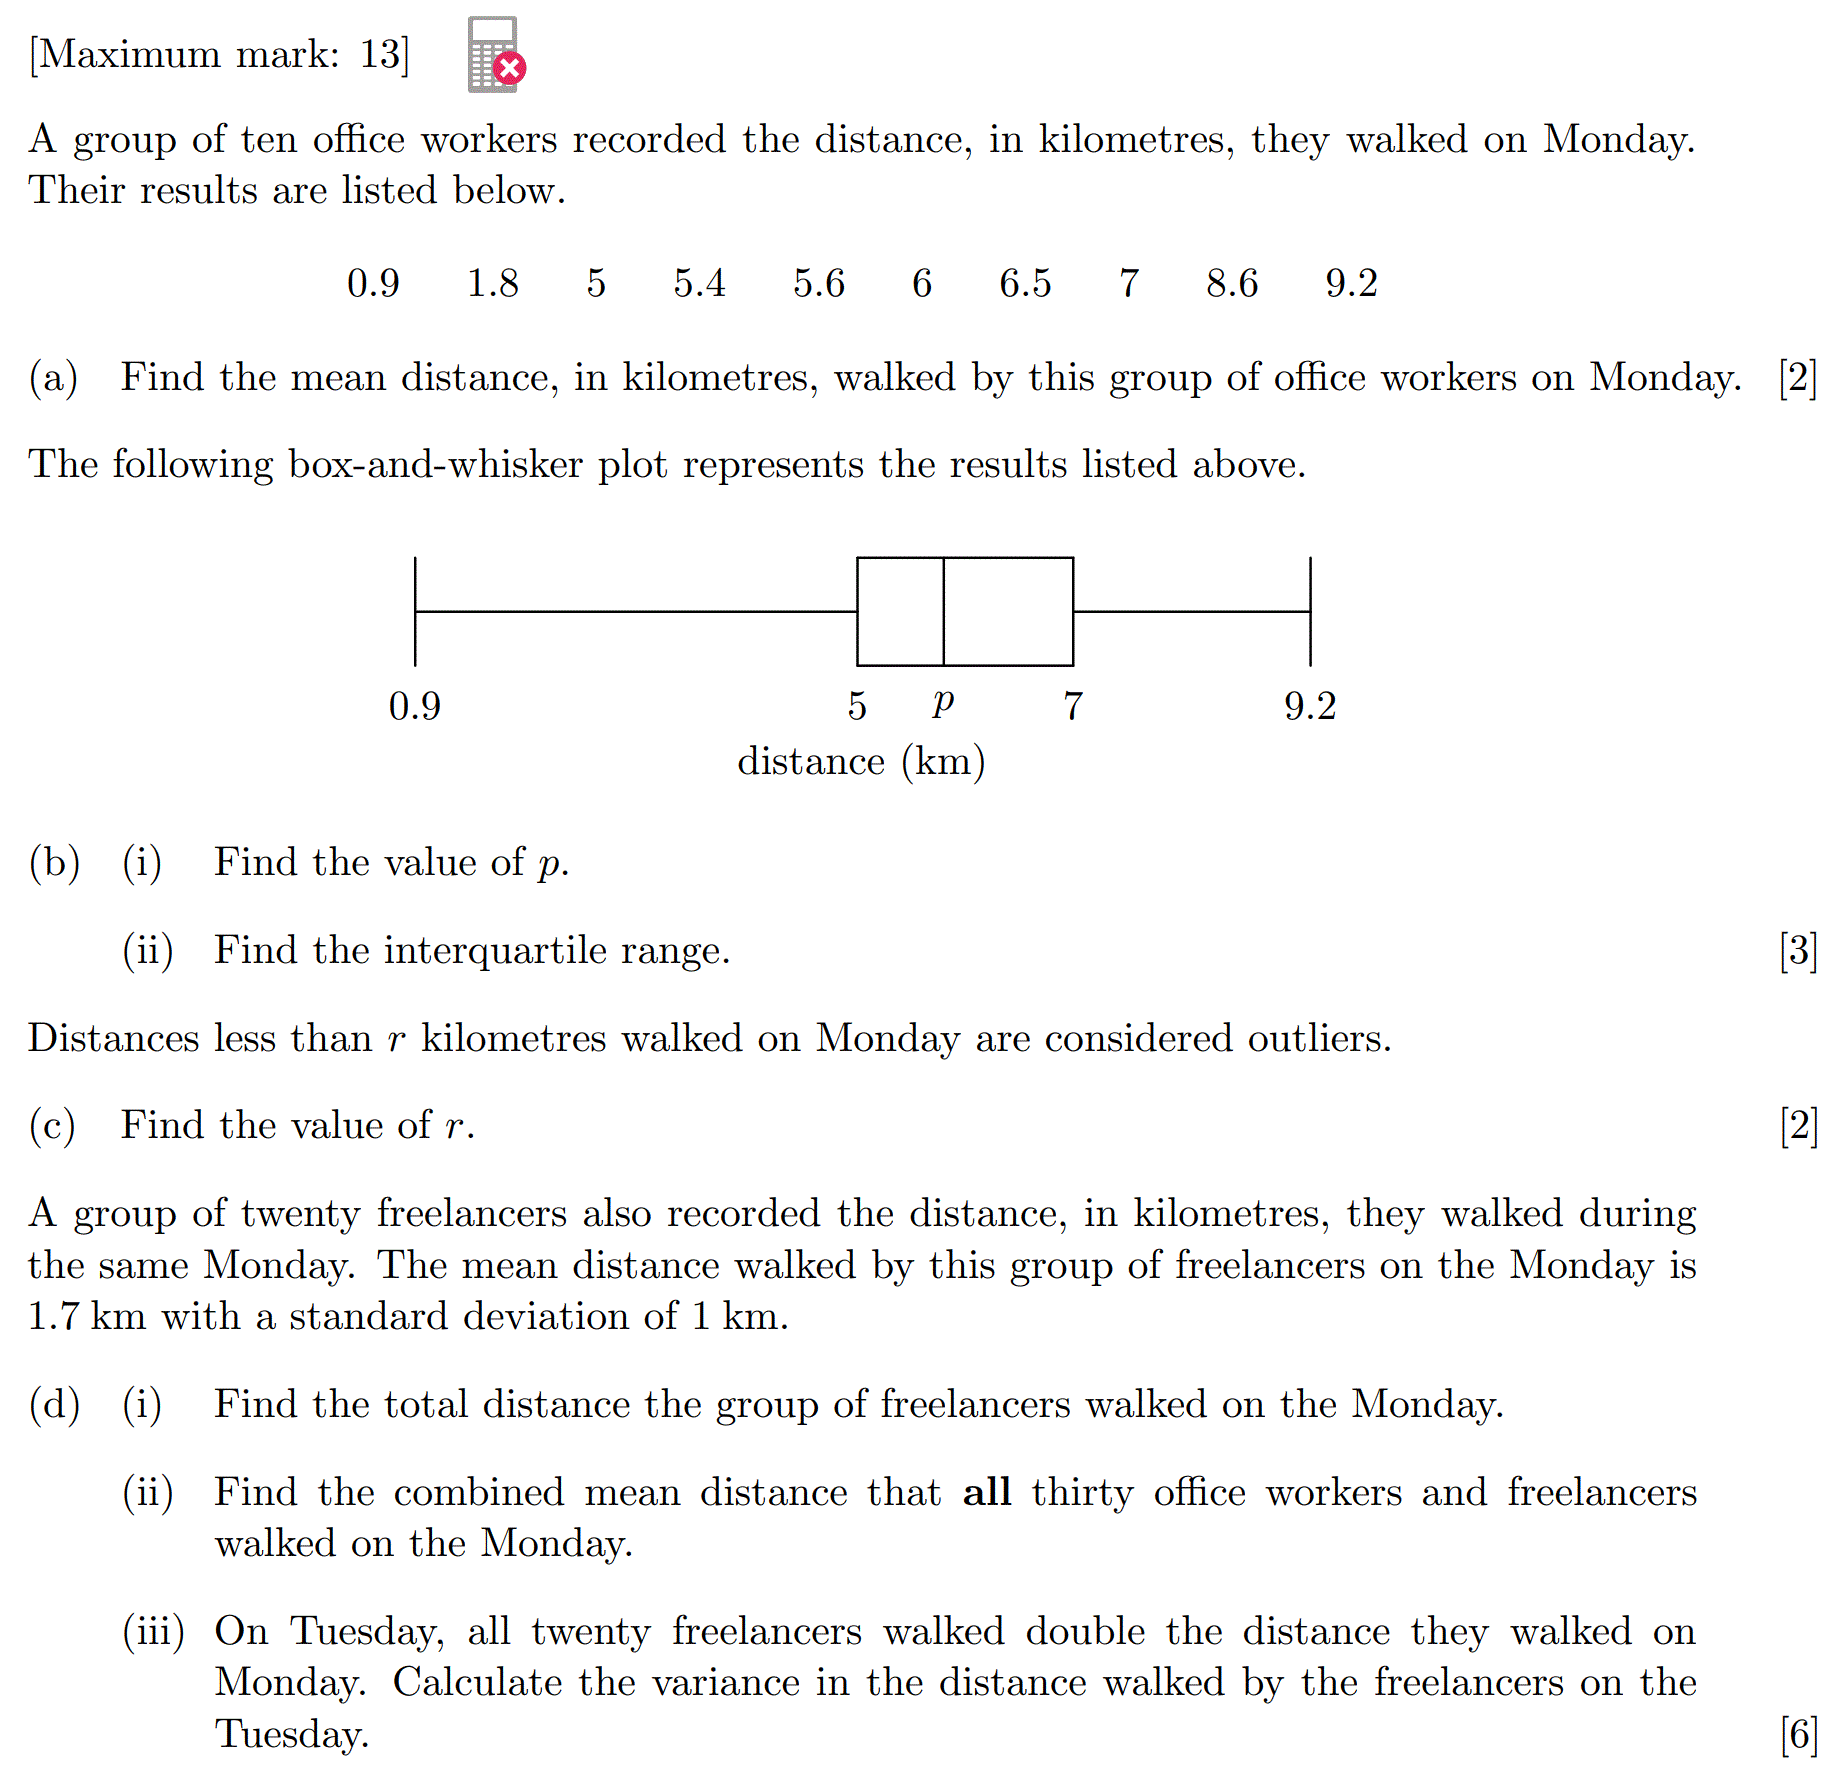 [Maximum mark: 13]
A group of ten office workers recorded the distance, in kilometres, they walked on Monday.
Their results are listed below.
0.9 1.8 5 5.4 5.6 6 6.5 7 8.6 9.2
(a) Find the mean distance, in kilometres, walked by this group of office workers on Monday. [2]
The following box-and-whisker plot represents the results listed above.
0.9 5 p 7 9.2
distance (km)
(b) (i) Find the value of p.
(ii) Find the interquartile range. [3]
Distances less than r kilometres walked on Monday are considered outliers.
(c) Find the value of r. [2]
A group of twenty freelancers also recorded the distance, in kilometres, they walked during
the same Monday. The mean distance walked by this group of freelancers on the Monday is
1.7 km with a standard deviation of 1 km.
(d) (i) Find the total distance the group of freelancers walked on the Monday.
(ii) Find the combined mean distance that all thirty office workers and freelancers
walked on the Monday.
(iii) On Tuesday, all twenty freelancers walked double the distance they walked on
Monday. Calculate the variance in the distance walked by the freelancers on the
Tuesday. [6]